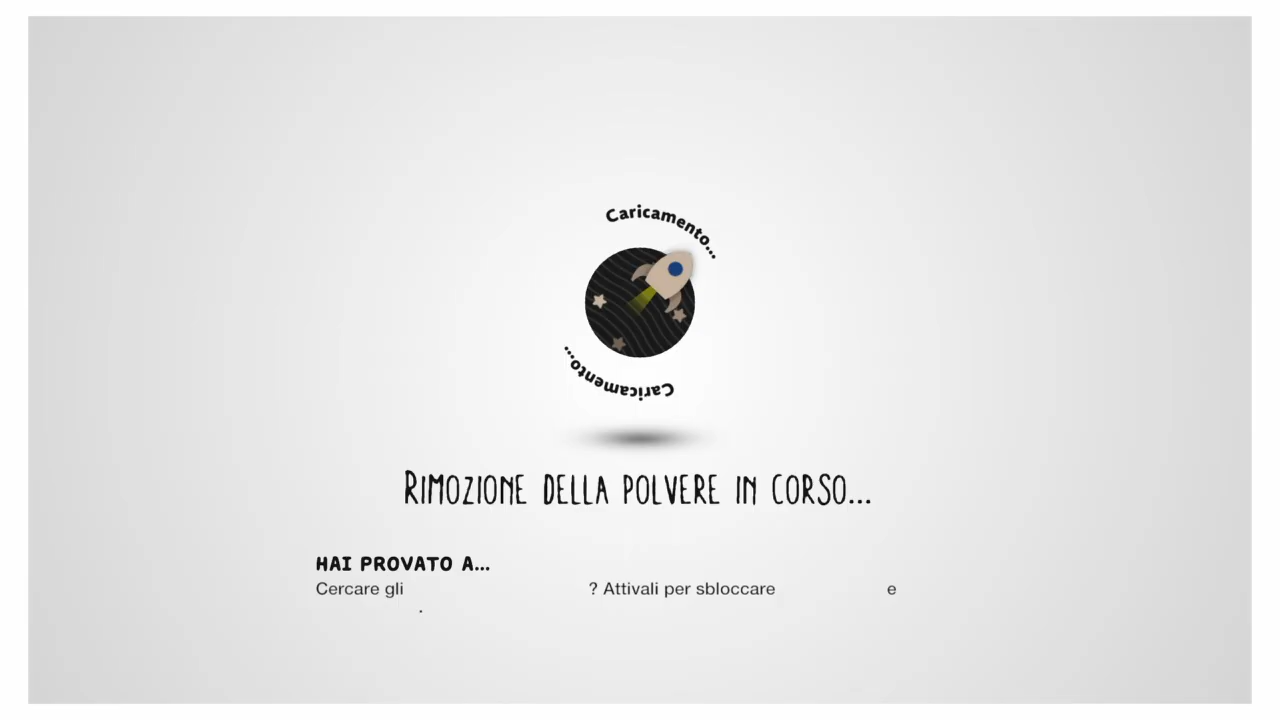 Caricamento...
Caricamento...
RIMOZIONE DELLA POLVERE IN CORSO...
HAI PROVATO A...
Cercare gli ? Attivali per sbloccare e
.